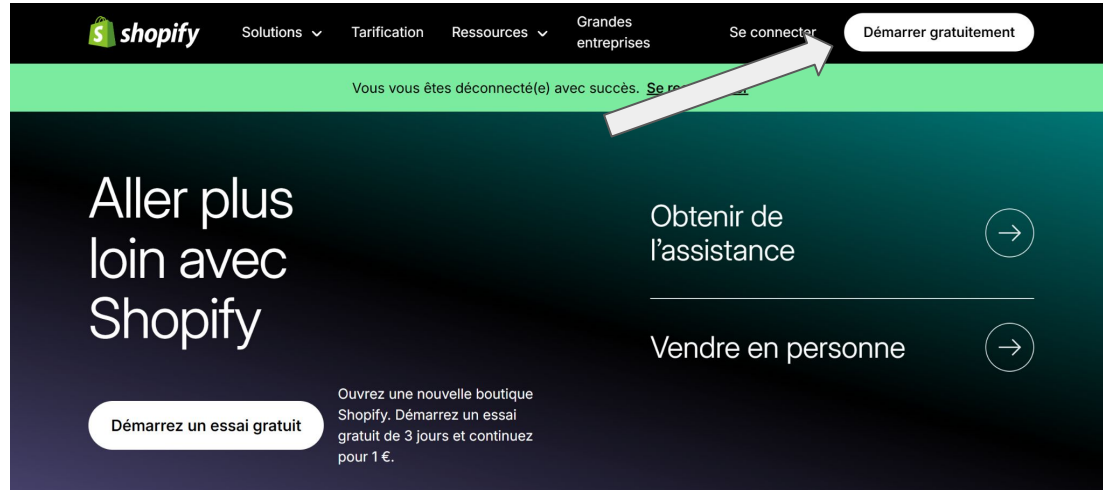 shopify
Solutions
Tarification
Ressources
Grandes
entreprises
Se connecter
Démarrer gratuitement
Vous vous êtes déconnecté(e) avec succès. Se
Aller plus
loin avec
Shopify
Obtenir de
l'assistance
Vendre en personne
Démarrez un essai gratuit
Ouvrez une nouvelle boutique
Shopify. Démarrez un essai
gratuit de 3 jours et continuez
pour 1 €.